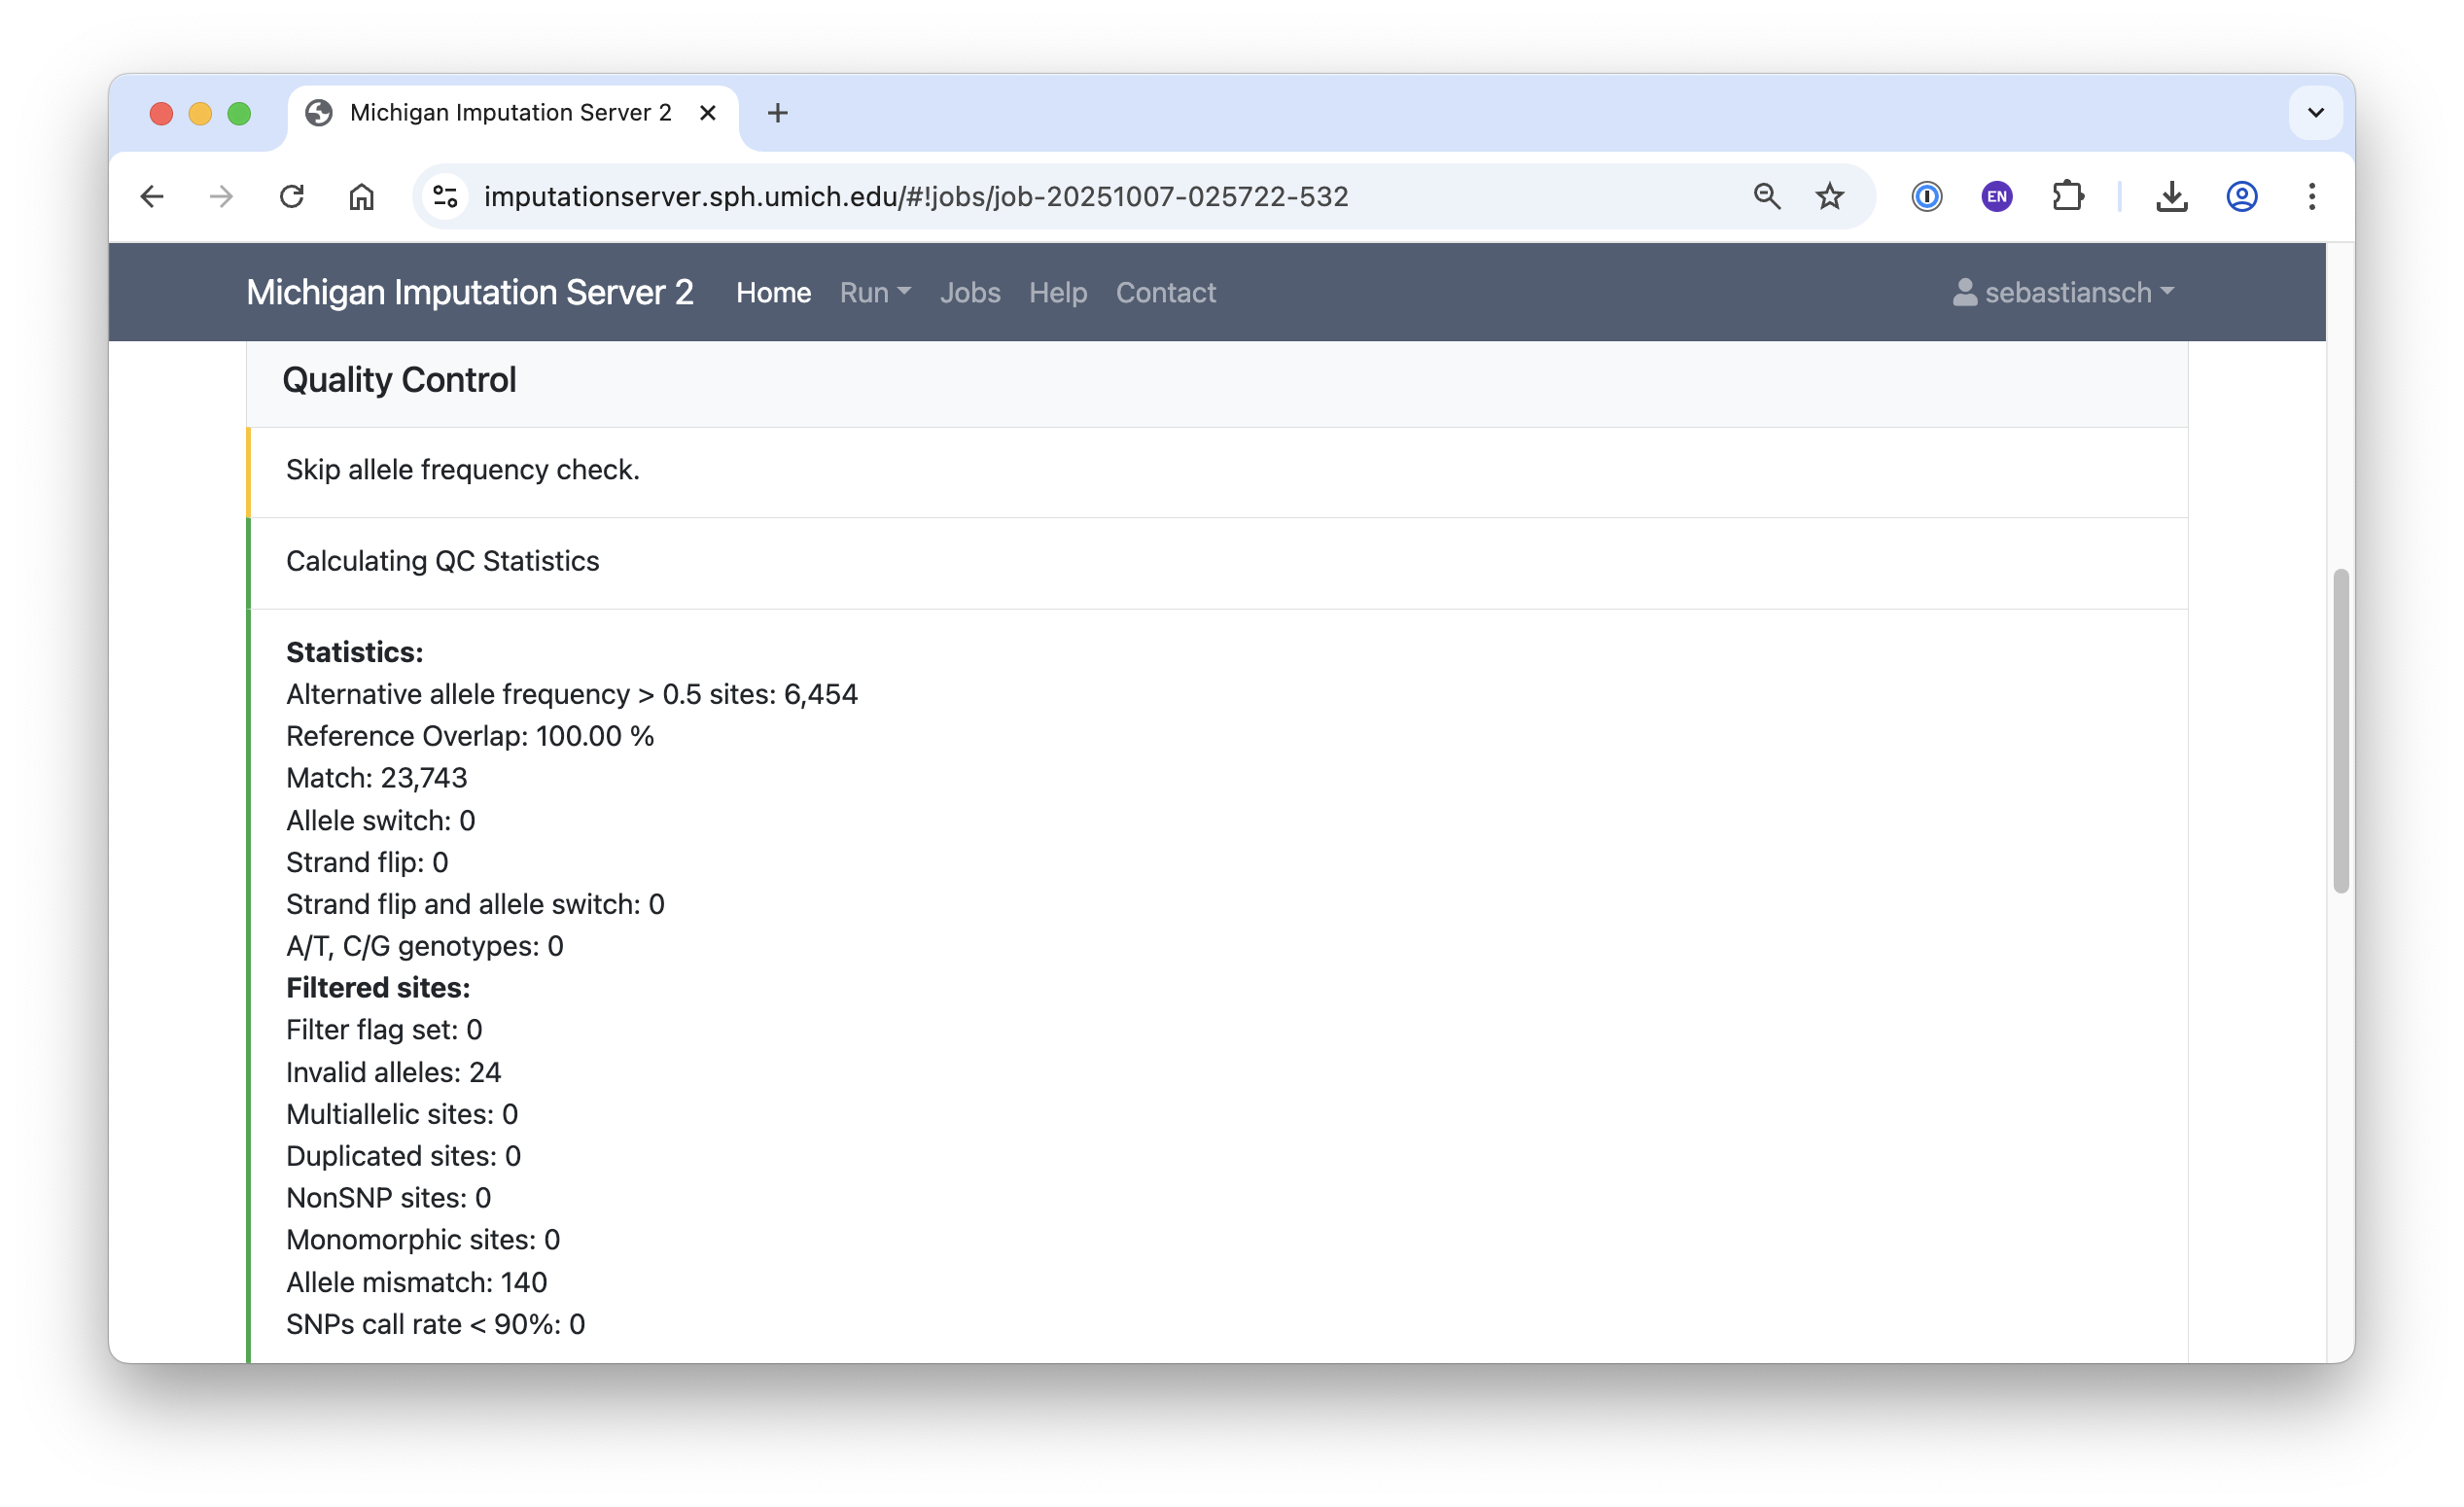 Michigan Imputation Server 2
imputationserver.sph.umich.edu/#!jobs/job-20251007-025722-532
EN
Michigan Imputation Server 2 Home Run Jobs Help Contact sebastiansch
Quality Control
Skip allele frequency check.
Calculating QC Statistics
Statistics:
Alternative allele frequency > 0.5 sites: 6,454
Reference Overlap: 100.00 %
Match: 23,743
Allele switch: 0
Strand flip: 0
Strand flip and allele switch: 0
A/T, C/G genotypes: 0
Filtered sites:
Filter flag set: 0
Invalid alleles: 24
Multiallelic sites: 0
Duplicated sites: 0
NonSNP sites: 0
Monomorphic sites: 0
Allele mismatch: 140
SNPs call rate < 90%: 0